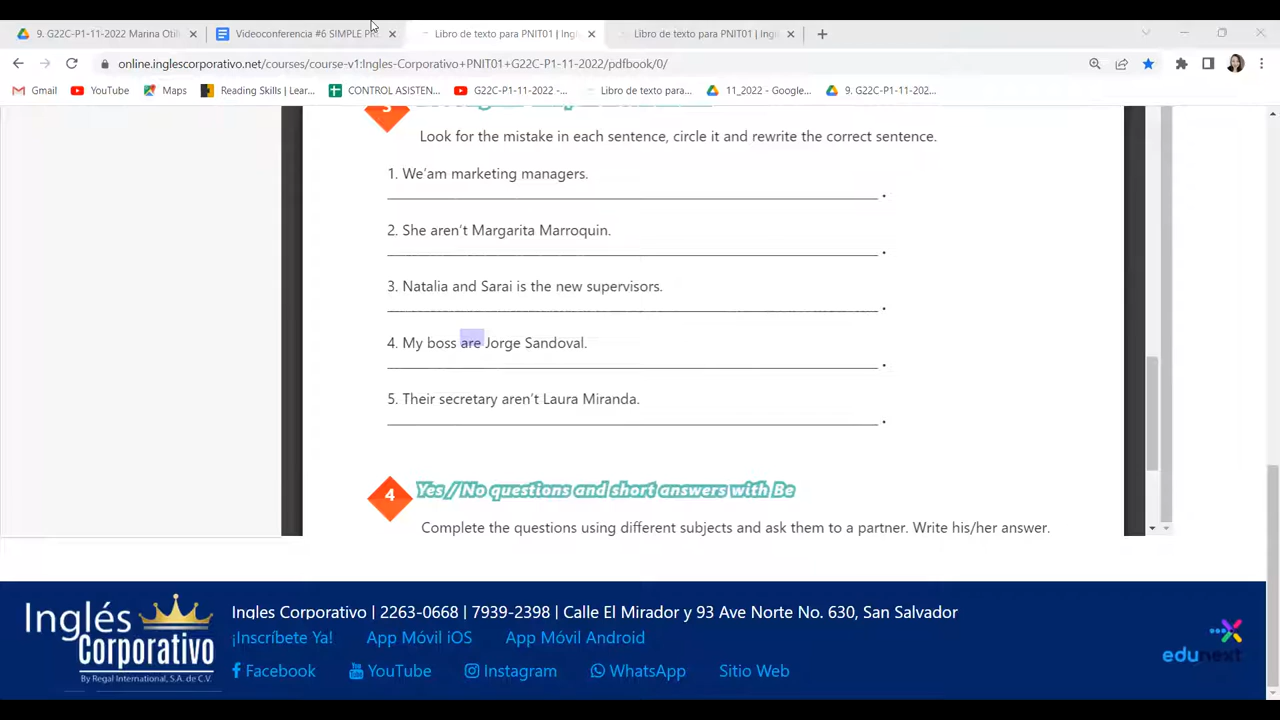 9. G22C-P1-11-2022 Marina Otili
Videoconferencia #6 SIMPLE PR
Libro de texto para PNIT01 | Ingl
Libro de texto para PNIT01 | Ingl
online.inglescorporativo.net/courses/course-v1:Ingles-Corporativo+PNIT01+G22C-P1-11-2022/pdfbook/0/
Gmail
YouTube
Maps
Reading Skills | Lear...
CONTROL ASISTEN...
G22C-P1-11-2022 -...
Libro de texto para...
11_2022 - Google...
9. G22C-P1-11-202...
Look for the mistake in each sentence, circle it and rewrite the correct sentence.
1. We'am marketing managers.
2. She aren't Margarita Marroquin.
3. Natalia and Sarai is the new supervisors.
4. My boss are Jorge Sandoval.
5. Their secretary aren't Laura Miranda.
4 Yes / No questions and short answers with Be
Complete the questions using different subjects and ask them to a partner. Write his/her answer.
Inglés Corporativo
By Regal International, S.A. de C.V.
Ingles Corporativo | 2263-0668 | 7939-2398 | Calle El Mirador y 93 Ave Norte No. 630, San Salvador
¡Inscríbete Ya! App Móvil iOS App Móvil Android
Facebook YouTube Instagram WhatsApp Sitio Web
edunext